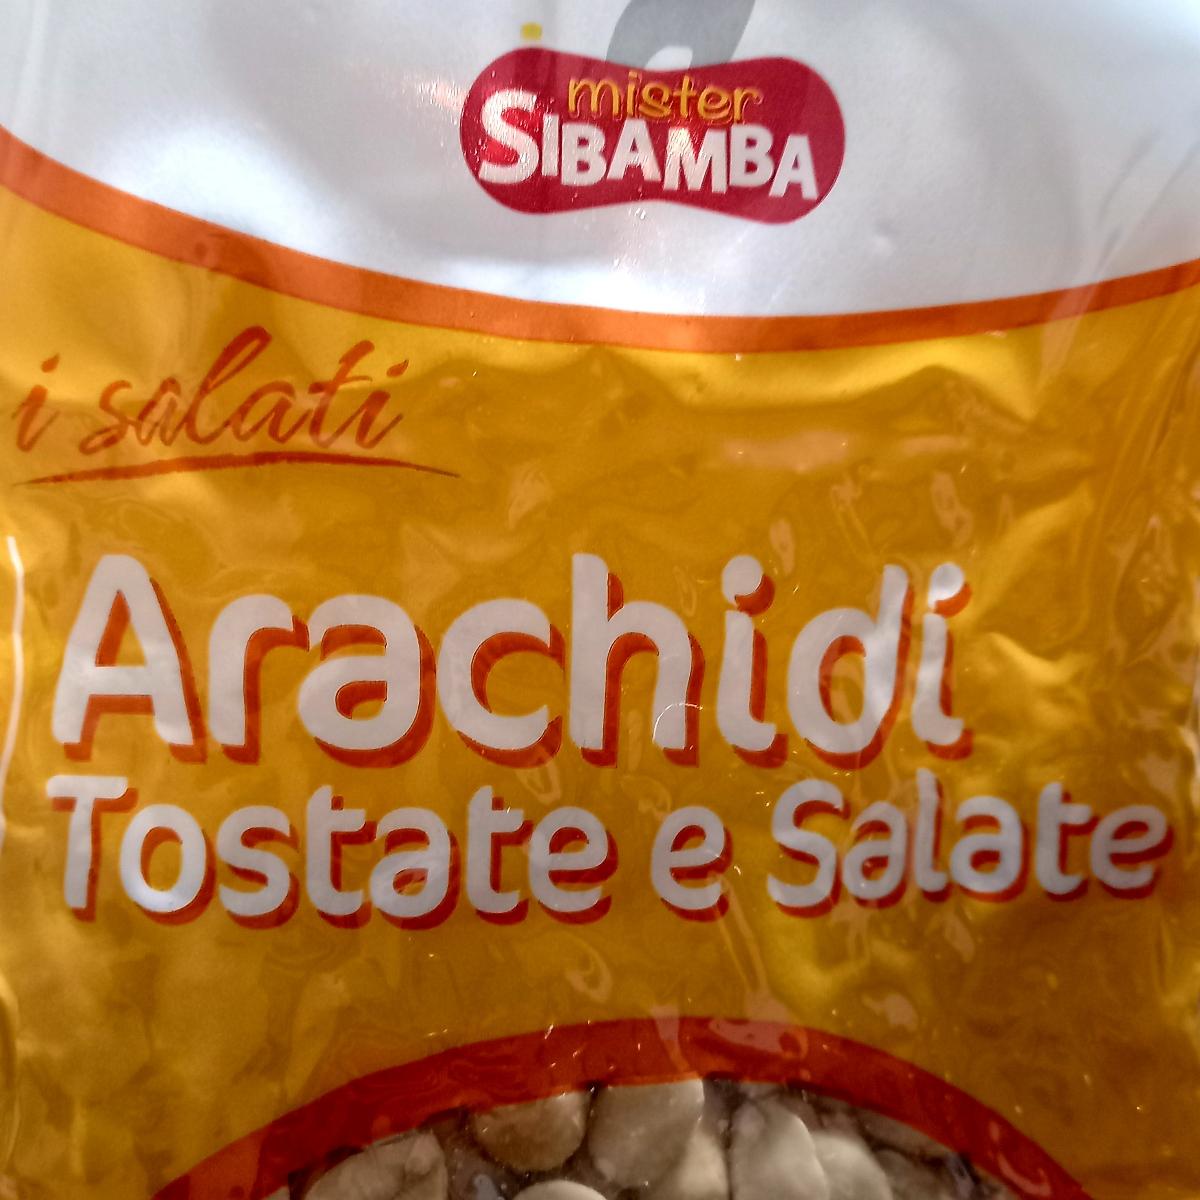 mister
SIBAMBA
i salati
Arachidi
Tostate e Salate